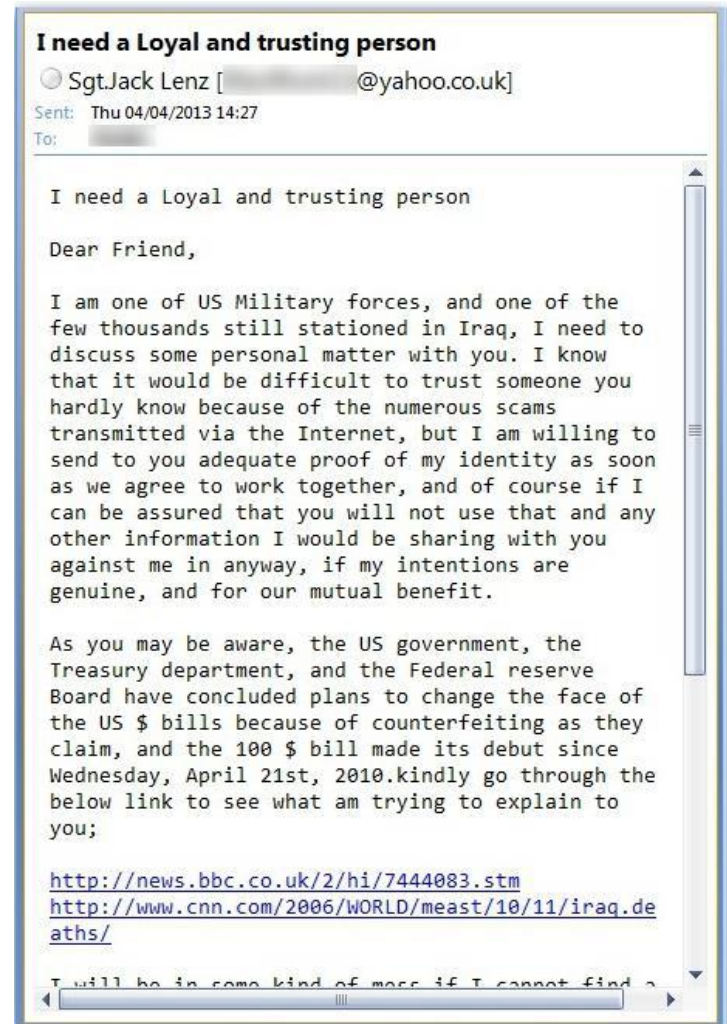 I need a Loyal and trusting person
Sgt.Jack Lenz [ @yahoo.co.uk]
Sent: Thu 04/04/2013 14:27
To:
I need a Loyal and trusting person
Dear Friend,
I am one of US Military forces, and one of the
few thousands still stationed in Iraq, I need to
discuss some personal matter with you. I know
that it would be difficult to trust someone you
hardly know because of the numerous scams
transmitted via the Internet, but I am willing to
send to you adequate proof of my identity as soon
as we agree to work together, and of course if I
can be assured that you will not use that and any
other information I would be sharing with you
against me in anyway, if my intentions are
genuine, and for our mutual benefit.
As you may be aware, the US government, the
Treasury department, and the Federal reserve
Board have concluded plans to change the face of
the US $ bills because of counterfeiting as they
claim, and the 100 $ bill made its debut since
Wednesday, April 21st, 2010.kindly go through the
below link to see what am trying to explain to
you;
http://news.bbc.co.uk/2/hi/7444083.stm
http://www.cnn.com/2006/WORLD/meast/10/11/iraq.de
aths/
I will be in some kind of mess if I cannot find a